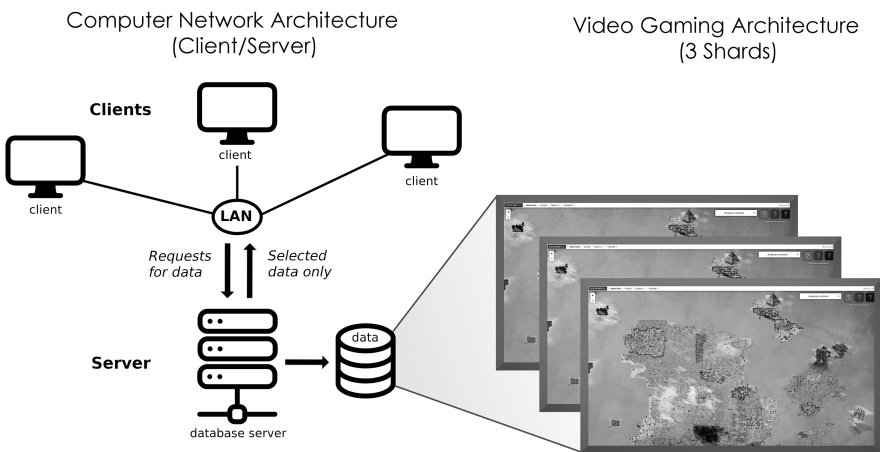 Computer Network Architecture
(Client/Server)
Video Gaming Architecture
(3 Shards)
Clients
client
client
client
LAN
Requests
for data
Selected
data only
Server
data
database server